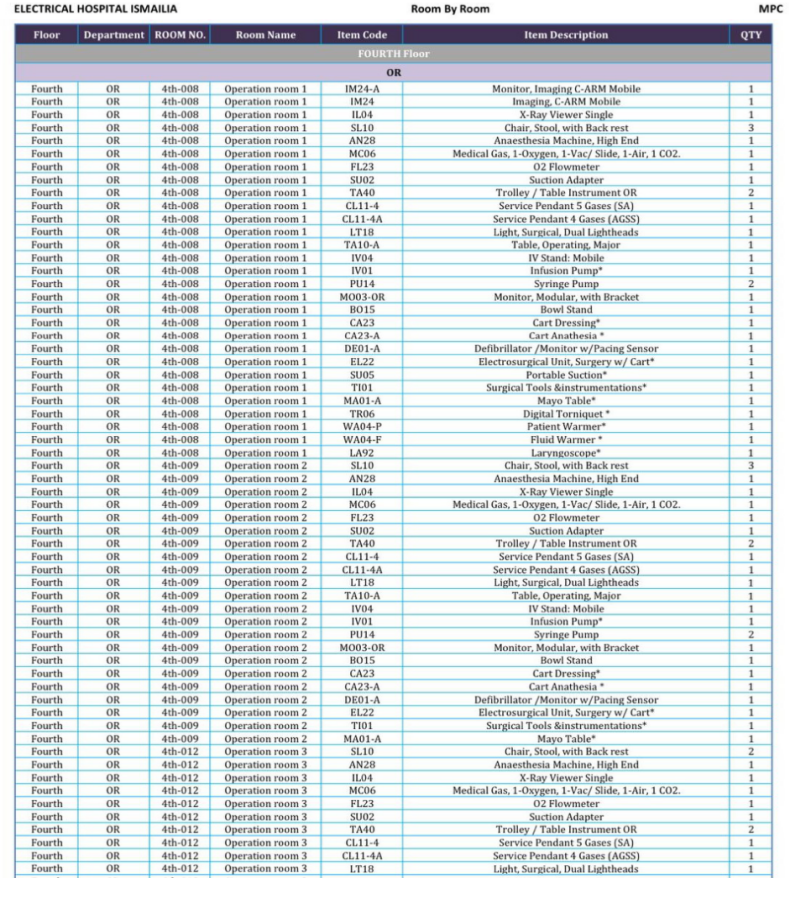 ELECTRICAL HOSPITAL ISMAILIA Room By Room MPC
Floor Department ROOM NO. Room Name Item Code Item Description QTY
FOURTH Floor
OR
Fourth OR 4th-008 Operation room 1 IM24-A Monitor, Imaging C-ARM Mobile 1
Fourth OR 4th-008 Operation room 1 IM24 Imaging, C-ARM Mobile 1
Fourth OR 4th-008 Operation room 1 IL04 X-Ray Viewer Single 1
Fourth OR 4th-008 Operation room 1 SL10 Chair, Stool, with Back rest 3
Fourth OR 4th-008 Operation room 1 AN28 Anaesthesia Machine, High End 1
Fourth OR 4th-008 Operation room 1 MC06 Medical Gas, 1-Oxygen, 1-Vac/ Slide, 1-Air, 1 CO2. 1
Fourth OR 4th-008 Operation room 1 FL23 O2 Flowmeter 1
Fourth OR 4th-008 Operation room 1 SU02 Suction Adapter 1
Fourth OR 4th-008 Operation room 1 TA40 Trolley / Table Instrument OR 2
Fourth OR 4th-008 Operation room 1 CL11-4 Service Pendant 5 Gases (SA) 1
Fourth OR 4th-008 Operation room 1 CL11-4A Service Pendant 4 Gases (AGSS) 1
Fourth OR 4th-008 Operation room 1 LT18 Light, Surgical, Dual Lightheads 1
Fourth OR 4th-008 Operation room 1 TA10-A Table, Operating, Major 1
Fourth OR 4th-008 Operation room 1 IV04 IV Stand: Mobile 1
Fourth OR 4th-008 Operation room 1 IV01 Infusion Pump* 1
Fourth OR 4th-008 Operation room 1 PU14 Syringe Pump 2
Fourth OR 4th-008 Operation room 1 MO03-OR Monitor, Modular, with Bracket 1
Fourth OR 4th-008 Operation room 1 BO15 Bowl Stand 1
Fourth OR 4th-008 Operation room 1 CA23 Cart Dressing* 1
Fourth OR 4th-008 Operation room 1 CA23-A Cart Anathesia * 1
Fourth OR 4th-008 Operation room 1 DE01-A Defibrillator /Monitor w/Pacing Sensor 1
Fourth OR 4th-008 Operation room 1 EL22 Electrosurgical Unit, Surgery w/ Cart* 1
Fourth OR 4th-008 Operation room 1 SU05 Portable Suction* 1
Fourth OR 4th-008 Operation room 1 TI01 Surgical Tools &instrumentations* 1
Fourth OR 4th-008 Operation room 1 MA01-A Mayo Table* 1
Fourth OR 4th-008 Operation room 1 TR06 Digital Torniquet * 1
Fourth OR 4th-008 Operation room 1 WA04-P Patient Warmer* 1
Fourth OR 4th-008 Operation room 1 WA04-F Fluid Warmer * 1
Fourth OR 4th-008 Operation room 1 LA92 Laryngoscope* 1
Fourth OR 4th-009 Operation room 2 SL10 Chair, Stool, with Back rest 3
Fourth OR 4th-009 Operation room 2 AN28 Anaesthesia Machine, High End 1
Fourth OR 4th-009 Operation room 2 IL04 X-Ray Viewer Single 1
Fourth OR 4th-009 Operation room 2 MC06 Medical Gas, 1-Oxygen, 1-Vac/ Slide, 1-Air, 1 CO2. 1
Fourth OR 4th-009 Operation room 2 FL23 O2 Flowmeter 1
Fourth OR 4th-009 Operation room 2 SU02 Suction Adapter 1
Fourth OR 4th-009 Operation room 2 TA40 Trolley / Table Instrument OR 2
Fourth OR 4th-009 Operation room 2 CL11-4 Service Pendant 5 Gases (SA) 1
Fourth OR 4th-009 Operation room 2 CL11-4A Service Pendant 4 Gases (AGSS) 1
Fourth OR 4th-009 Operation room 2 LT18 Light, Surgical, Dual Lightheads 1
Fourth OR 4th-009 Operation room 2 TA10-A Table, Operating, Major 1
Fourth OR 4th-009 Operation room 2 IV04 IV Stand: Mobile 1
Fourth OR 4th-009 Operation room 2 IV01 Infusion Pump* 1
Fourth OR 4th-009 Operation room 2 PU14 Syringe Pump 2
Fourth OR 4th-009 Operation room 2 MO03-OR Monitor, Modular, with Bracket 1
Fourth OR 4th-009 Operation room 2 BO15 Bowl Stand 1
Fourth OR 4th-009 Operation room 2 CA23 Cart Dressing* 1
Fourth OR 4th-009 Operation room 2 CA23-A Cart Anathesia * 1
Fourth OR 4th-009 Operation room 2 DE01-A Defibrillator /Monitor w/Pacing Sensor 1
Fourth OR 4th-009 Operation room 2 EL22 Electrosurgical Unit, Surgery w/ Cart* 1
Fourth OR 4th-009 Operation room 2 TI01 Surgical Tools &instrumentations* 1
Fourth OR 4th-009 Operation room 2 MA01-A Mayo Table* 1
Fourth OR 4th-012 Operation room 3 SL10 Chair, Stool, with Back rest 2
Fourth OR 4th-012 Operation room 3 AN28 Anaesthesia Machine, High End 1
Fourth OR 4th-012 Operation room 3 IL04 X-Ray Viewer Single 1
Fourth OR 4th-012 Operation room 3 MC06 Medical Gas, 1-Oxygen, 1-Vac/ Slide, 1-Air, 1 CO2. 1
Fourth OR 4th-012 Operation room 3 FL23 O2 Flowmeter 1
Fourth OR 4th-012 Operation room 3 SU02 Suction Adapter 1
Fourth OR 4th-012 Operation room 3 TA40 Trolley / Table Instrument OR 2
Fourth OR 4th-012 Operation room 3 CL11-4 Service Pendant 5 Gases (SA) 1
Fourth OR 4th-012 Operation room 3 CL11-4A Service Pendant 4 Gases (AGSS) 1
Fourth OR 4th-012 Operation room 3 LT18 Light, Surgical, Dual Lightheads 1